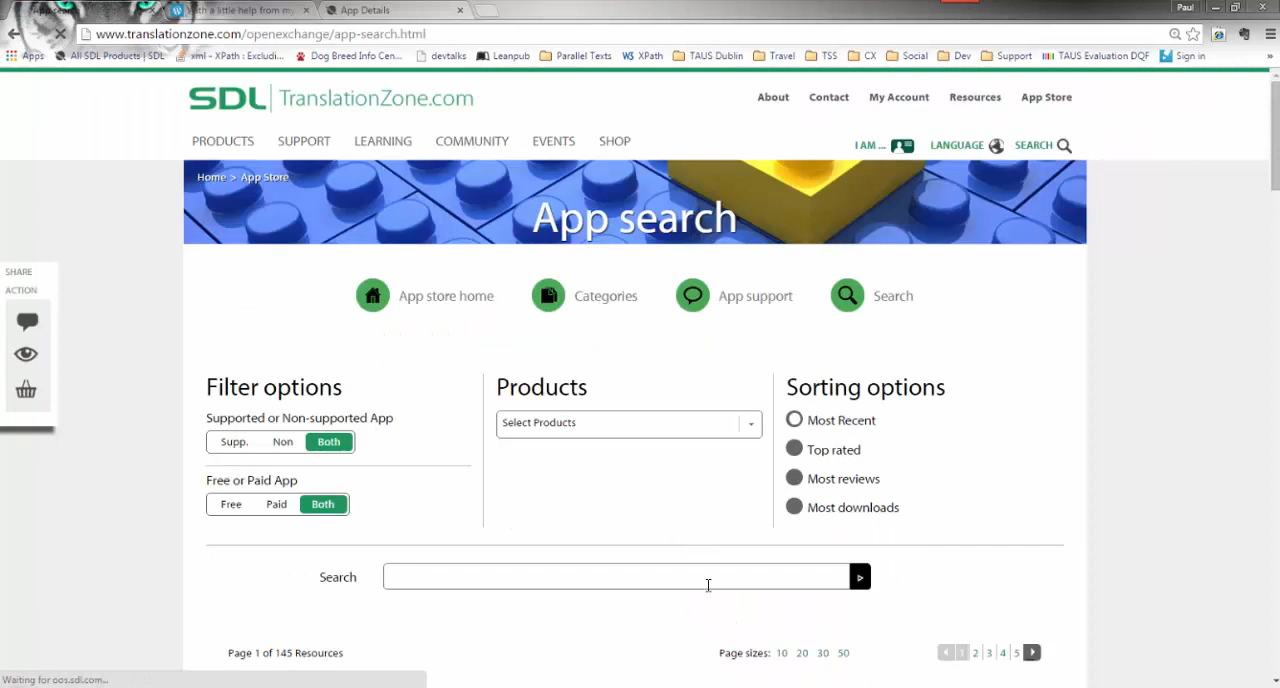 With a little help from my
App Details
Paul
www.translationzone.com/openexchange/app-search.html
Apps
All SDL Products | SDL
xml - XPath : Excludi...
Dog Breed Info Cen...
devtalks
Leanpub
Parallel Texts
XPath
TAUS Dublin
Travel
TSS
CX
Social
Dev
Support
TAUS Evaluation DQF
Sign in
»
SDL TranslationZone.com
About Contact My Account Resources App Store
PRODUCTS SUPPORT LEARNING COMMUNITY EVENTS SHOP
I AM ... LANGUAGE SEARCH
Home > App Store
App search
SHARE
ACTION
App store home Categories App support Search
Filter options
Supported or Non-supported App
Supp. Non Both
Free or Paid App
Free Paid Both
Products
Select Products
Sorting options
Most Recent
Top rated
Most reviews
Most downloads
Search
Page 1 of 145 Resources
Page sizes: 10 20 30 50
1 2 3 4 5
Waiting for oos.sdl.com...